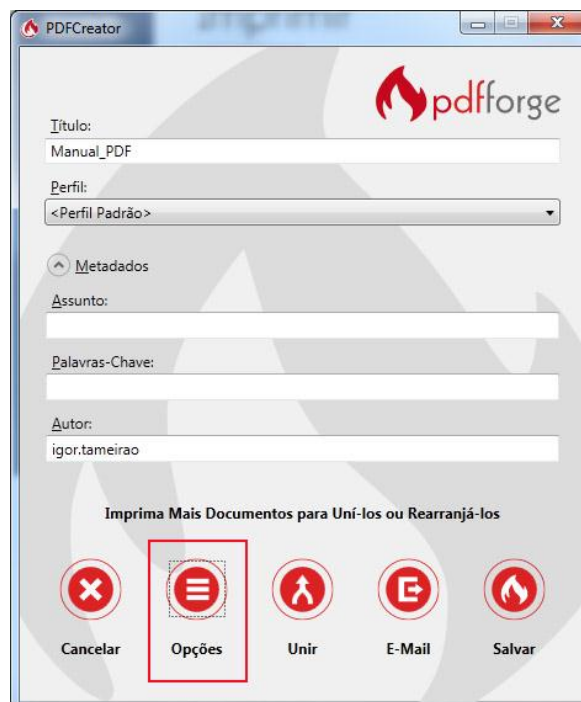 PDFCreator
Imprimir
pdfforge
Título:
Manual_PDF
Perfil:
<Perfil Padrão>
Metadados
Assunto:
Palavras-Chave:
Autor:
igor.tameirao
Imprima Mais Documentos para Uní-los ou Rearranjá-los
Cancelar
Opções
Unir
E-Mail
Salvar